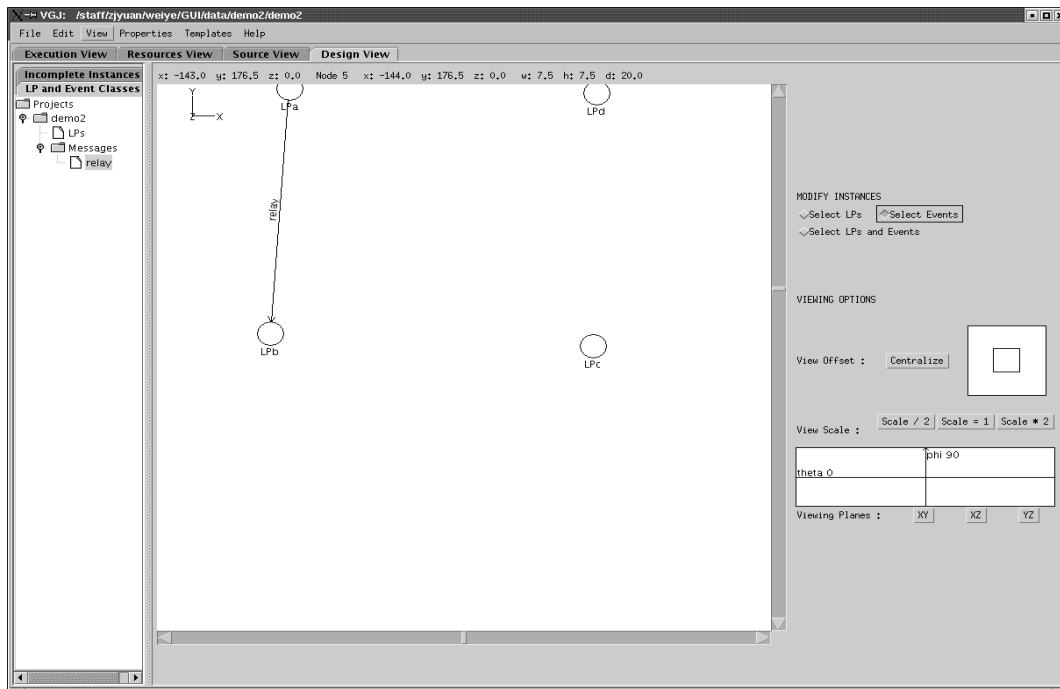 VGJ: /staff/zjyuan/weiye/GUI/data/demo2/demo2
File Edit View Properties Templates Help
Execution View Resources View Source View Design View
Incomplete Instances
LP and Event Classes
x: -143.0 y: 176.5 z: 0.0 Node 5 x: -144.0 y: 176.5 z: 0.0 w: 7.5 h: 7.5 d: 20.0
Projects
demo2
LPs
Messages
relay
Y
Z X
LPa
LPd
relay
LPb
LPc
MODIFY INSTANCES
Select LPs Select Events
Select LPs and Events
VIEWING OPTIONS
View Offset : Centralize
View Scale : Scale / 2 Scale = 1 Scale * 2
phi 90
theta 0
Viewing Planes : XY XZ YZ